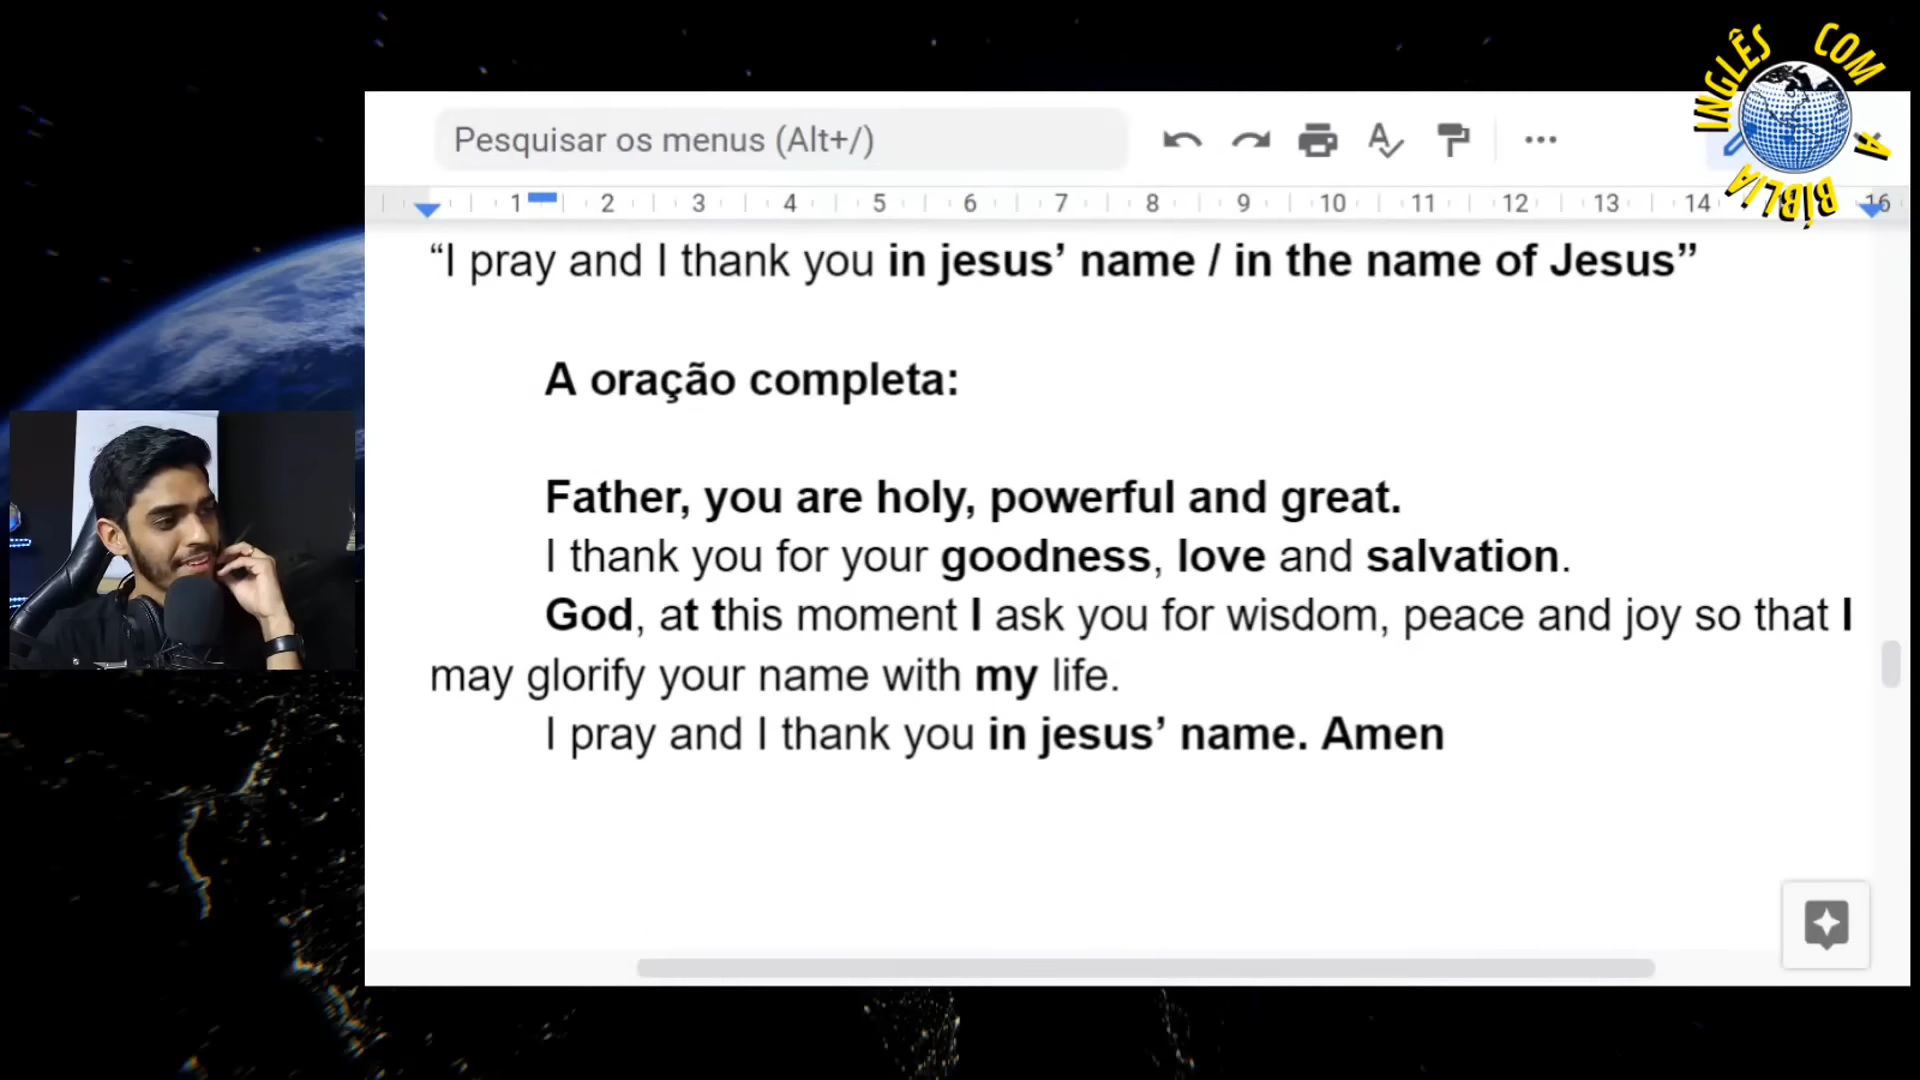 INGLÊS COM A BÍBLIA
Pesquisar os menus (Alt+/)
1 2 3 4 5 6 7 8 9 10 11 12 13 14 16
“I pray and I thank you in jesus’ name / in the name of Jesus”
A oração completa:
Father, you are holy, powerful and great.
I thank you for your goodness, love and salvation.
God, at this moment I ask you for wisdom, peace and joy so that I
may glorify your name with my life.
I pray and I thank you in jesus’ name. Amen